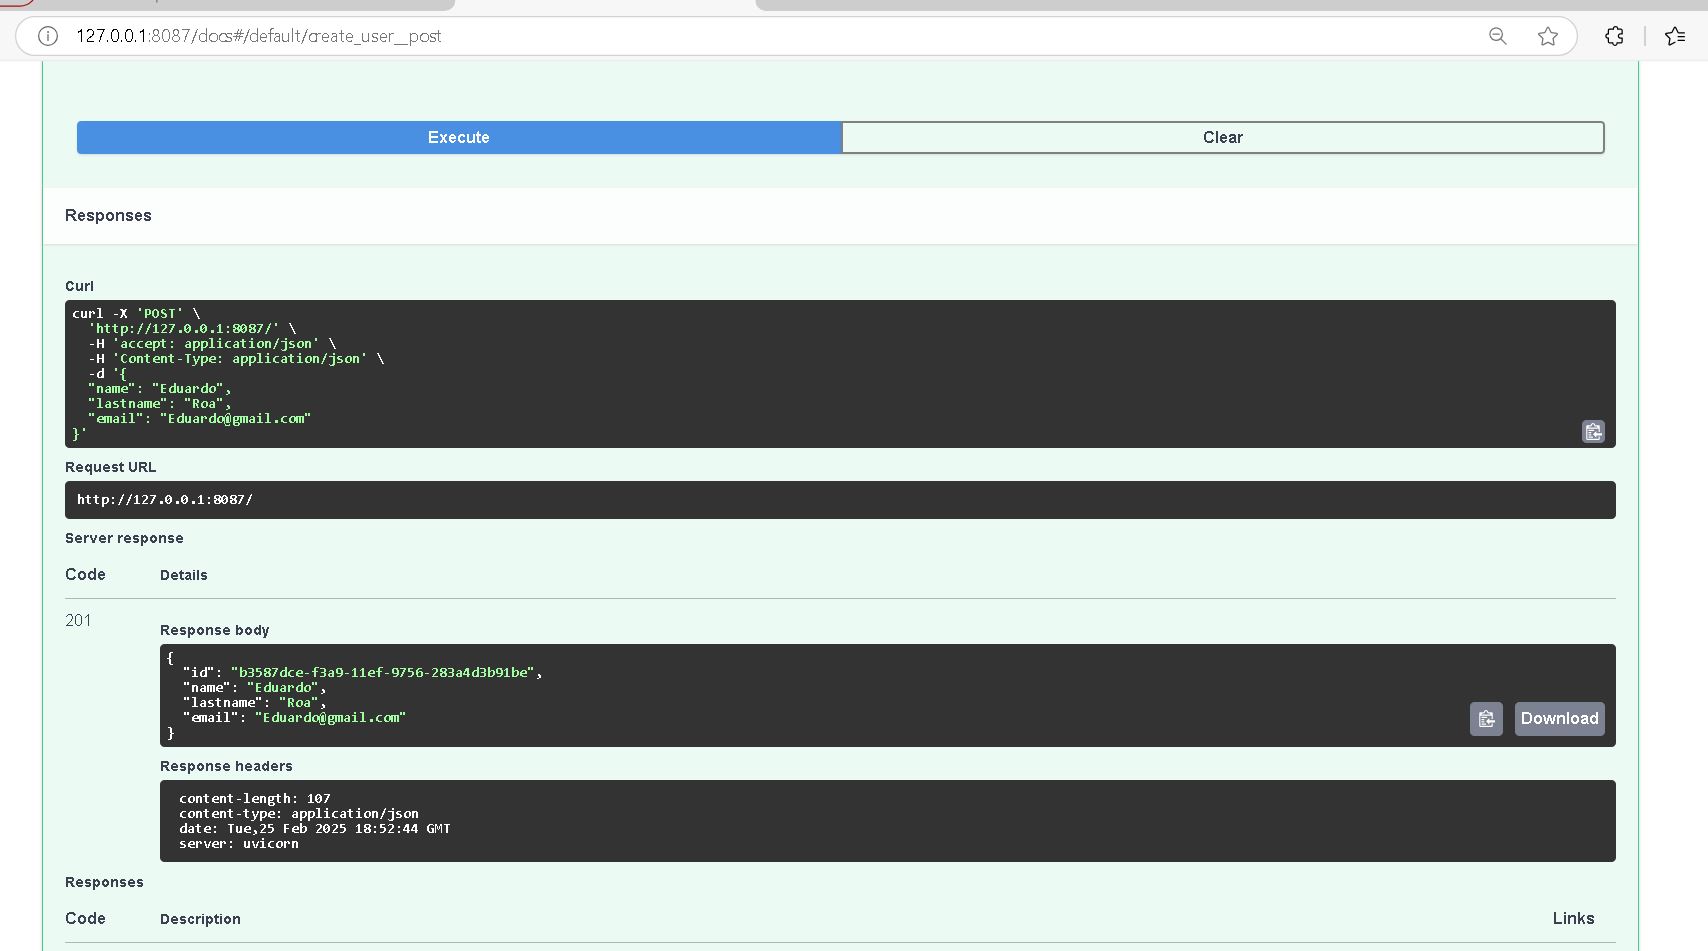 127.0.0.1:8087/docs#/default/create_user__post
Execute
Clear
Responses
Curl
curl -X 'POST' \
'http://127.0.0.1:8087/' \
-H 'accept: application/json' \
-H 'Content-Type: application/json' \
-d '{
"name": "Eduardo",
"lastname": "Roa",
"email": "Eduardo@gmail.com"
}'
Request URL
http://127.0.0.1:8087/
Server response
Code Details
201
Response body
{
"id": "b3587dce-f3a9-11ef-9756-283a4d3b91be",
"name": "Eduardo",
"lastname": "Roa",
"email": "Eduardo@gmail.com"
}
Download
Response headers
content-length: 107
content-type: application/json
date: Tue,25 Feb 2025 18:52:44 GMT
server: uvicorn
Responses
Code Description Links